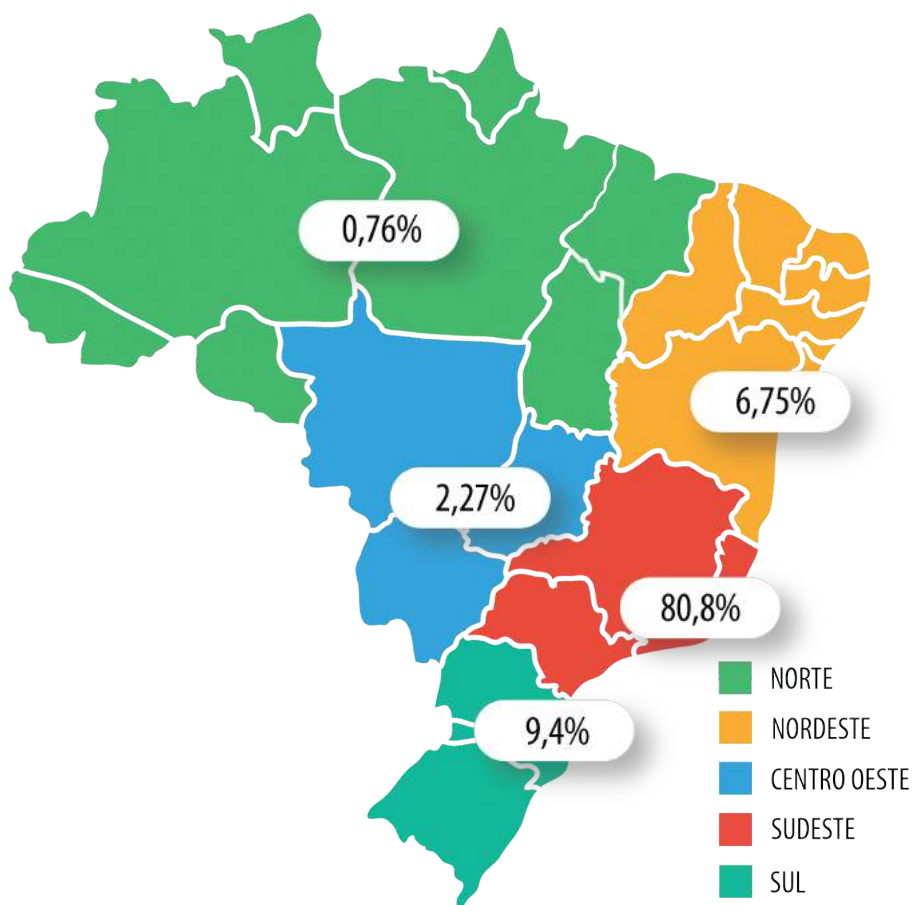 0,76%
6,75%
2,27%
80,8%
9,4%
NORTE
NORDESTE
CENTRO OESTE
SUDESTE
SUL